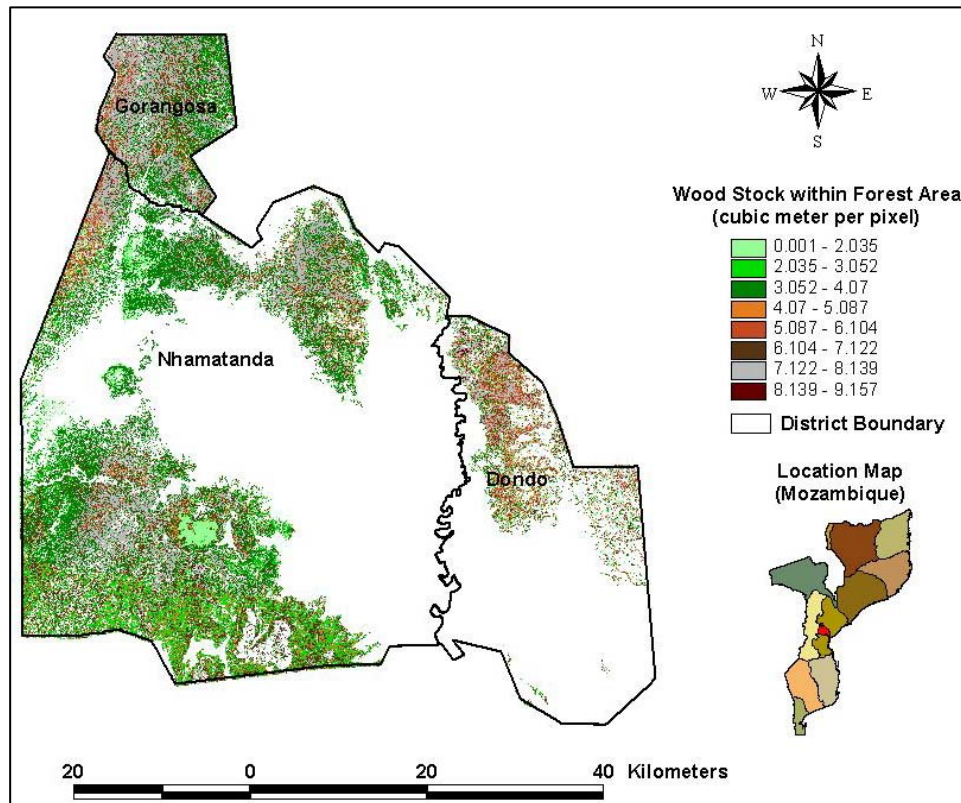 Gorangosa
Nhamatanda
Dondo
N
W E
S
Wood Stock within Forest Area
(cubic meter per pixel)
0.001 - 2.035
2.035 - 3.052
3.052 - 4.07
4.07 - 5.087
5.087 - 6.104
6.104 - 7.122
7.122 - 8.139
8.139 - 9.157
District Boundary
Location Map
(Mozambique)
20 0 20 40 Kilometers